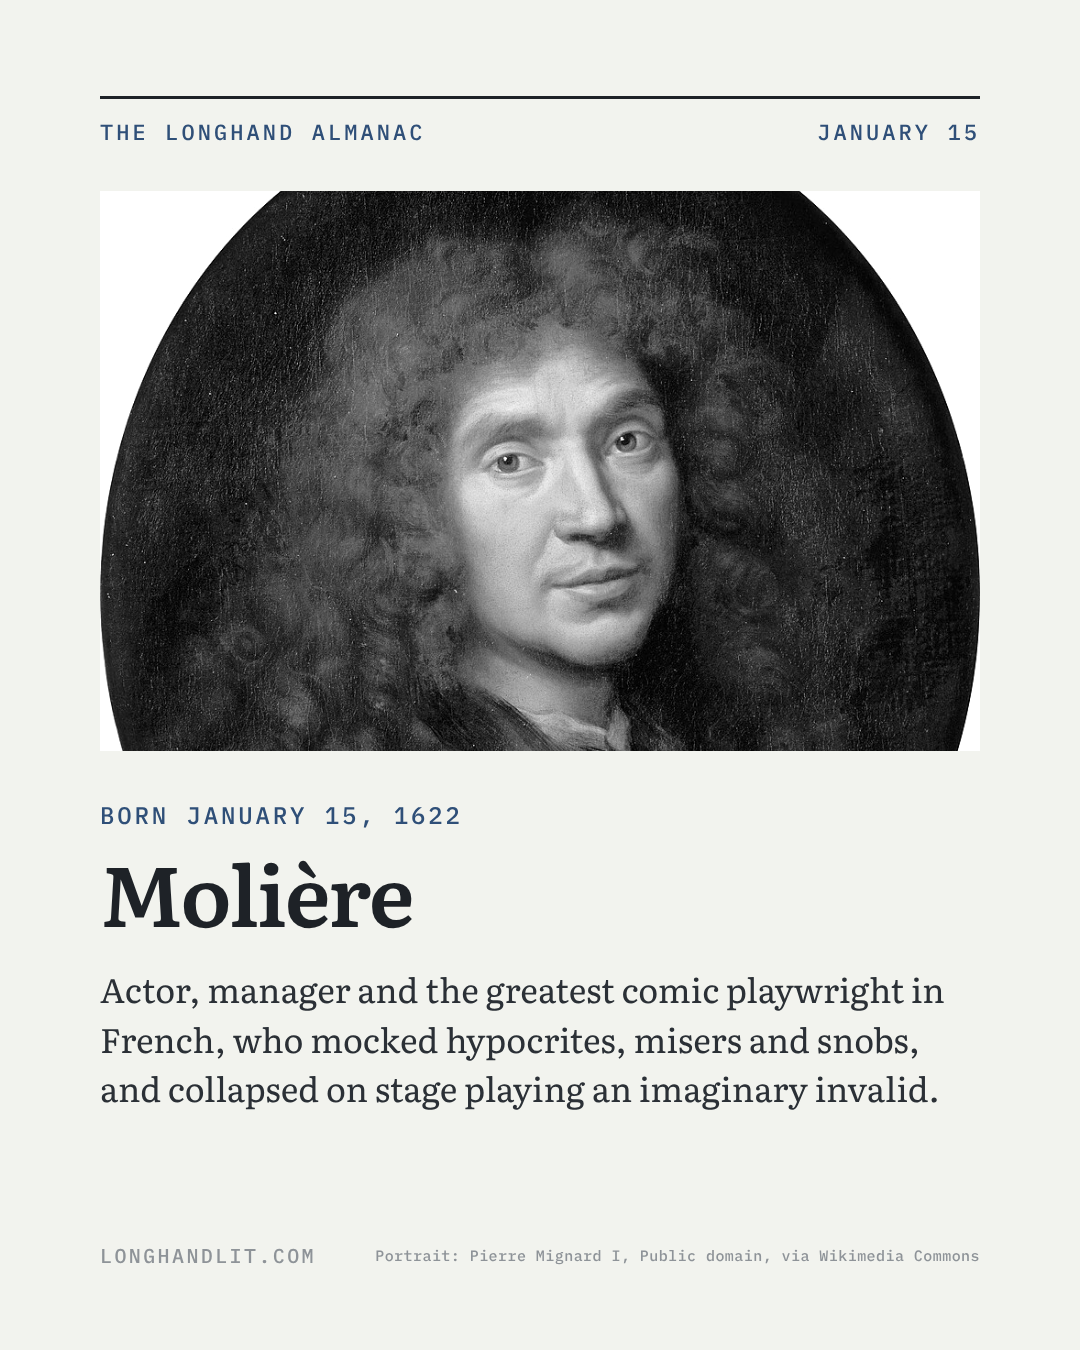 THE LONGHAND ALMANAC
JANUARY 15
BORN JANUARY 15, 1622
Molière
Actor, manager and the greatest comic playwright in
French, who mocked hypocrites, misers and snobs,
and collapsed on stage playing an imaginary invalid.
LONGHANDLIT.COM
Portrait: Pierre Mignard I, Public domain, via Wikimedia Commons